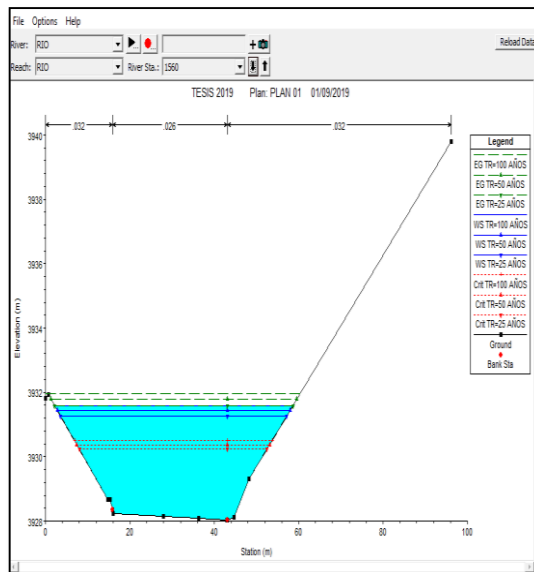 File Options Help
River: RIO
Reload Data
Reach: RIO River Sta.: 1560
TESIS 2019 Plan: PLAN 01 01/09/2019
.032 .026 .032
3940
3938
3936
3934
3932
3930
3928
Elevation (m)
0 20 40 60 80 100
Station (m)
Legend
EG TR=100 AÑOS
EG TR=50 AÑOS
EG TR=25 AÑOS
WS TR=100 AÑOS
WS TR=50 AÑOS
WS TR=25 AÑOS
Crit TR=100 AÑOS
Crit TR=50 AÑOS
Crit TR=25 AÑOS
Ground
Bank Sta